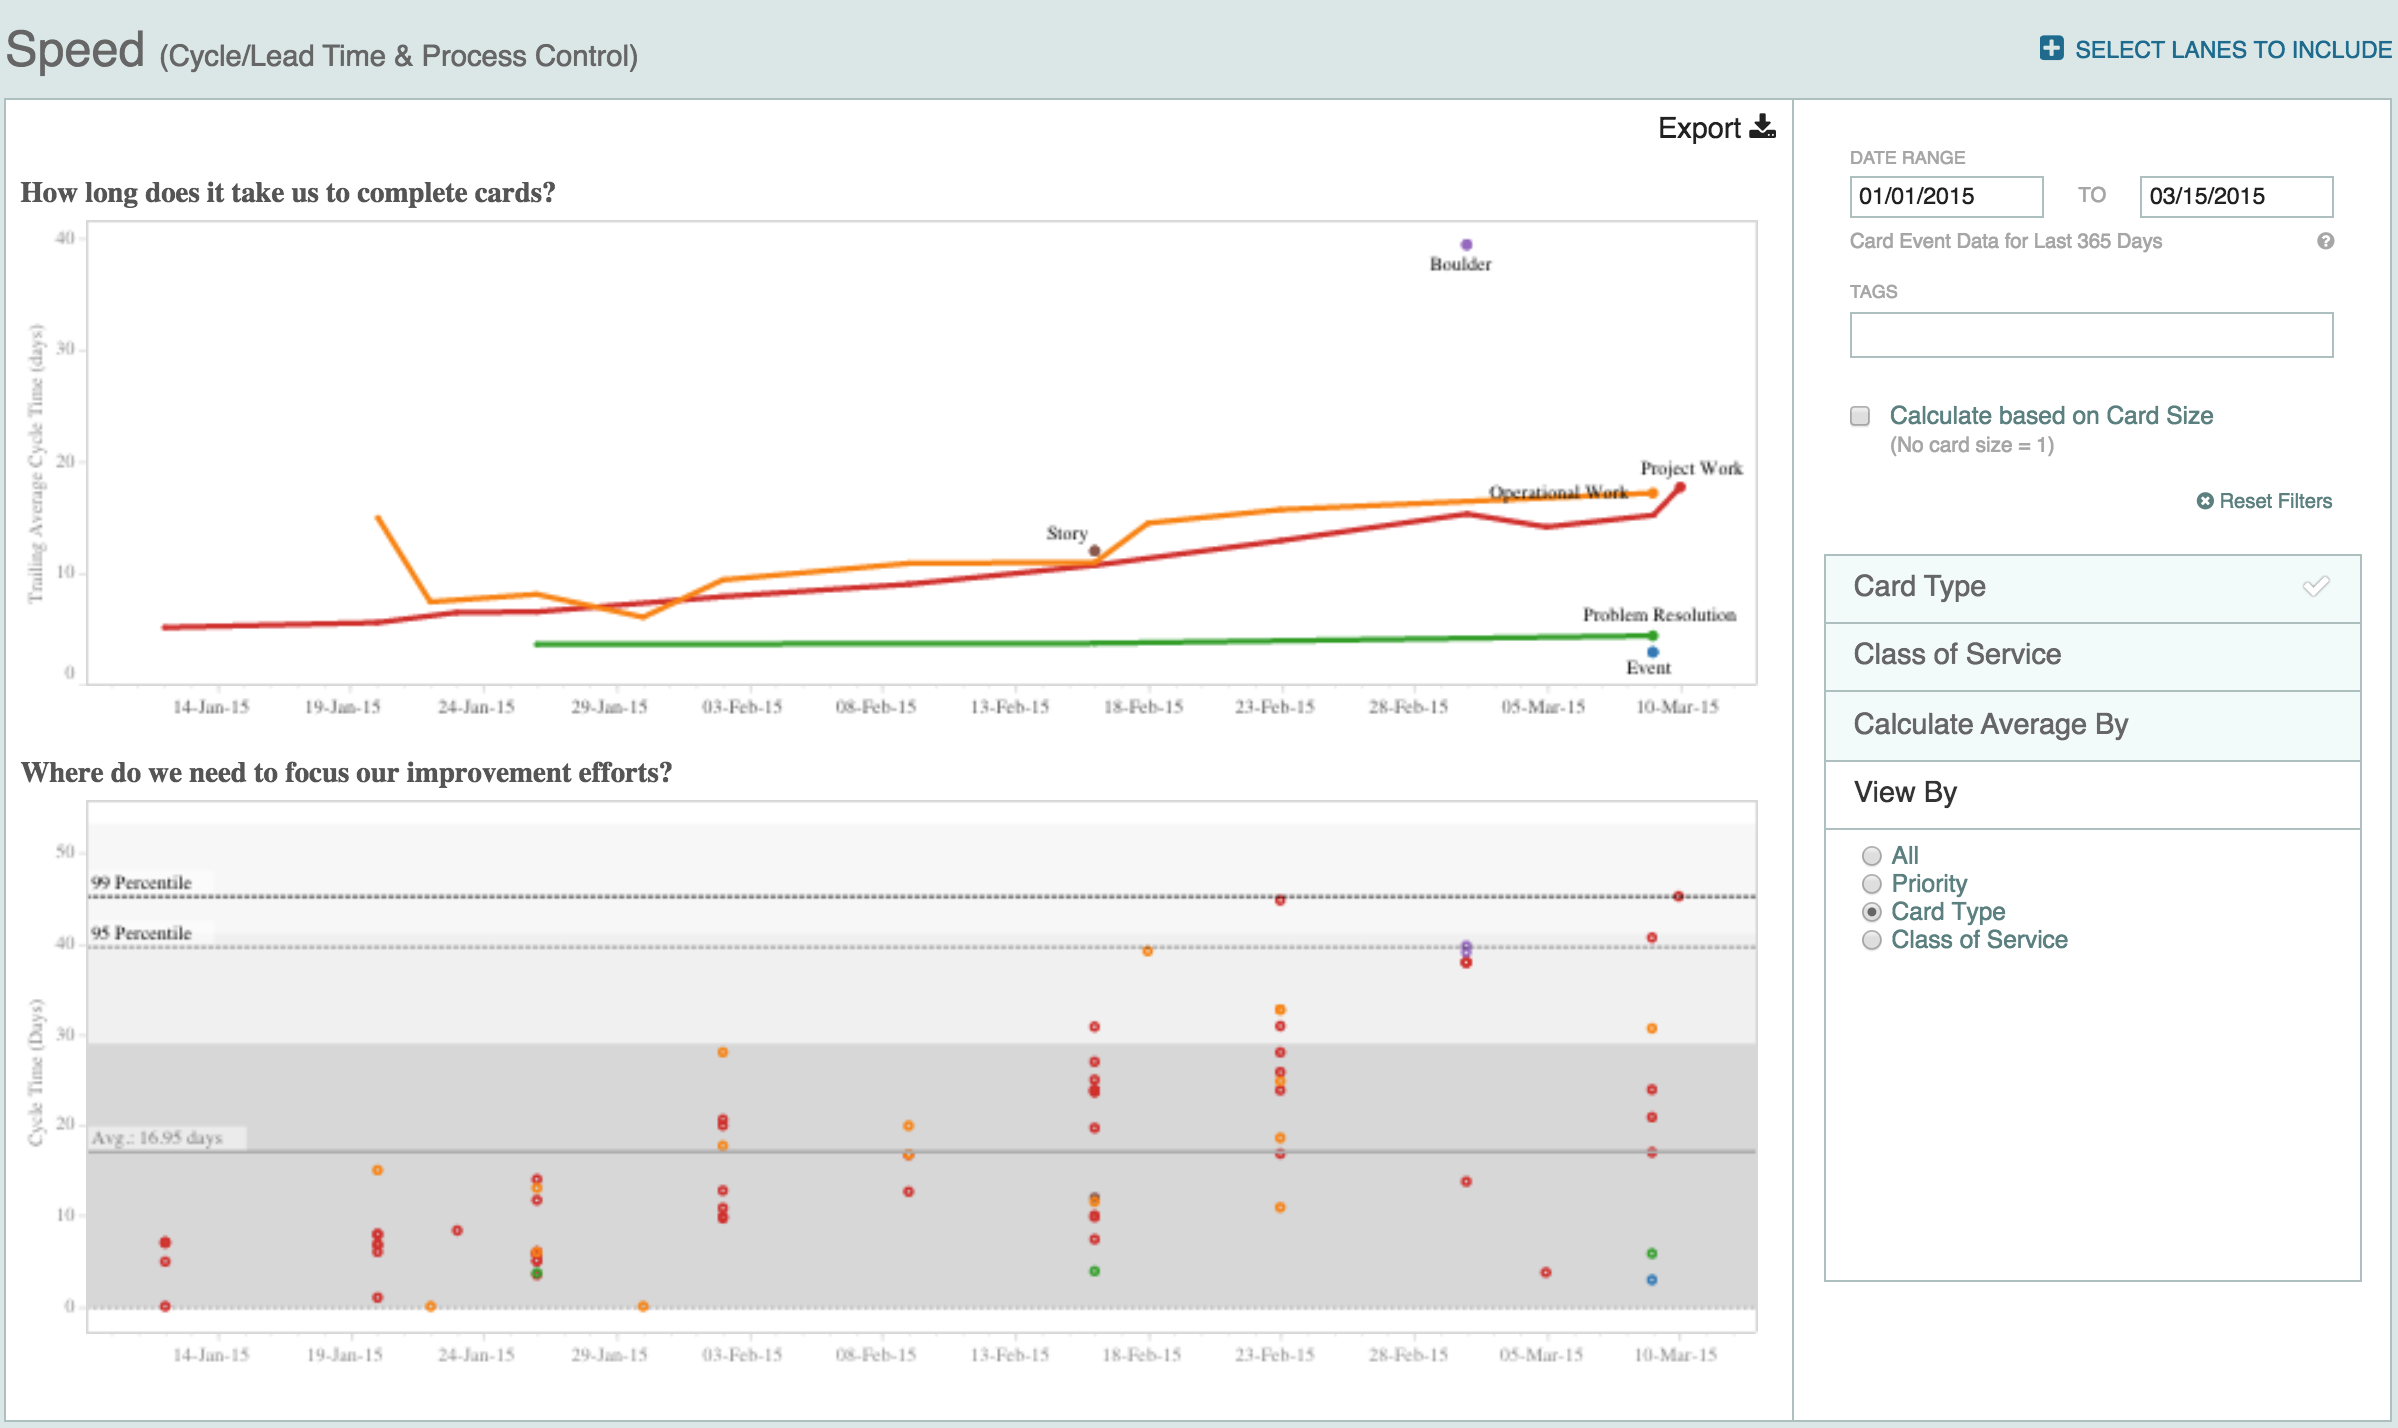 Speed (Cycle/Lead Time & Process Control)
SELECT LANES TO INCLUDE
Export
How long does it take us to complete cards?
Trailing Average Cycle Time (days)
40
30
20
10
0
Boulder
Project Work
Operational Work
Story
Problem Resolution
Event
14-Jan-15 19-Jan-15 24-Jan-15 29-Jan-15 03-Feb-15 08-Feb-15 13-Feb-15 18-Feb-15 23-Feb-15 28-Feb-15 05-Mar-15 10-Mar-15
Where do we need to focus our improvement efforts?
Cycle Time (Days)
50
99 Percentile
95 Percentile
40
30
20
Avg.: 16.95 days
10
0
14-Jan-15 19-Jan-15 24-Jan-15 29-Jan-15 03-Feb-15 08-Feb-15 13-Feb-15 18-Feb-15 23-Feb-15 28-Feb-15 05-Mar-15 10-Mar-15
DATE RANGE
01/01/2015 TO 03/15/2015
Card Event Data for Last 365 Days ?
TAGS
Calculate based on Card Size
(No card size = 1)
Reset Filters
Card Type
Class of Service
Calculate Average By
View By
All
Priority
Card Type
Class of Service